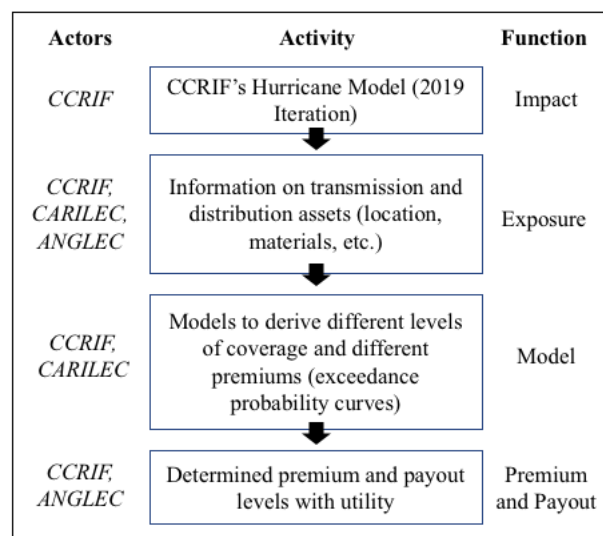 Actors Activity Function
CCRIF
CCRIF's Hurricane Model (2019
Iteration)
Impact
CCRIF,
CARILEC,
ANGLEC
Information on transmission and
distribution assets (location,
materials, etc.)
Exposure
CCRIF,
CARILEC
Models to derive different levels
of coverage and different
premiums (exceedance
probability curves)
Model
CCRIF,
ANGLEC
Determined premium and payout
levels with utility
Premium
and Payout